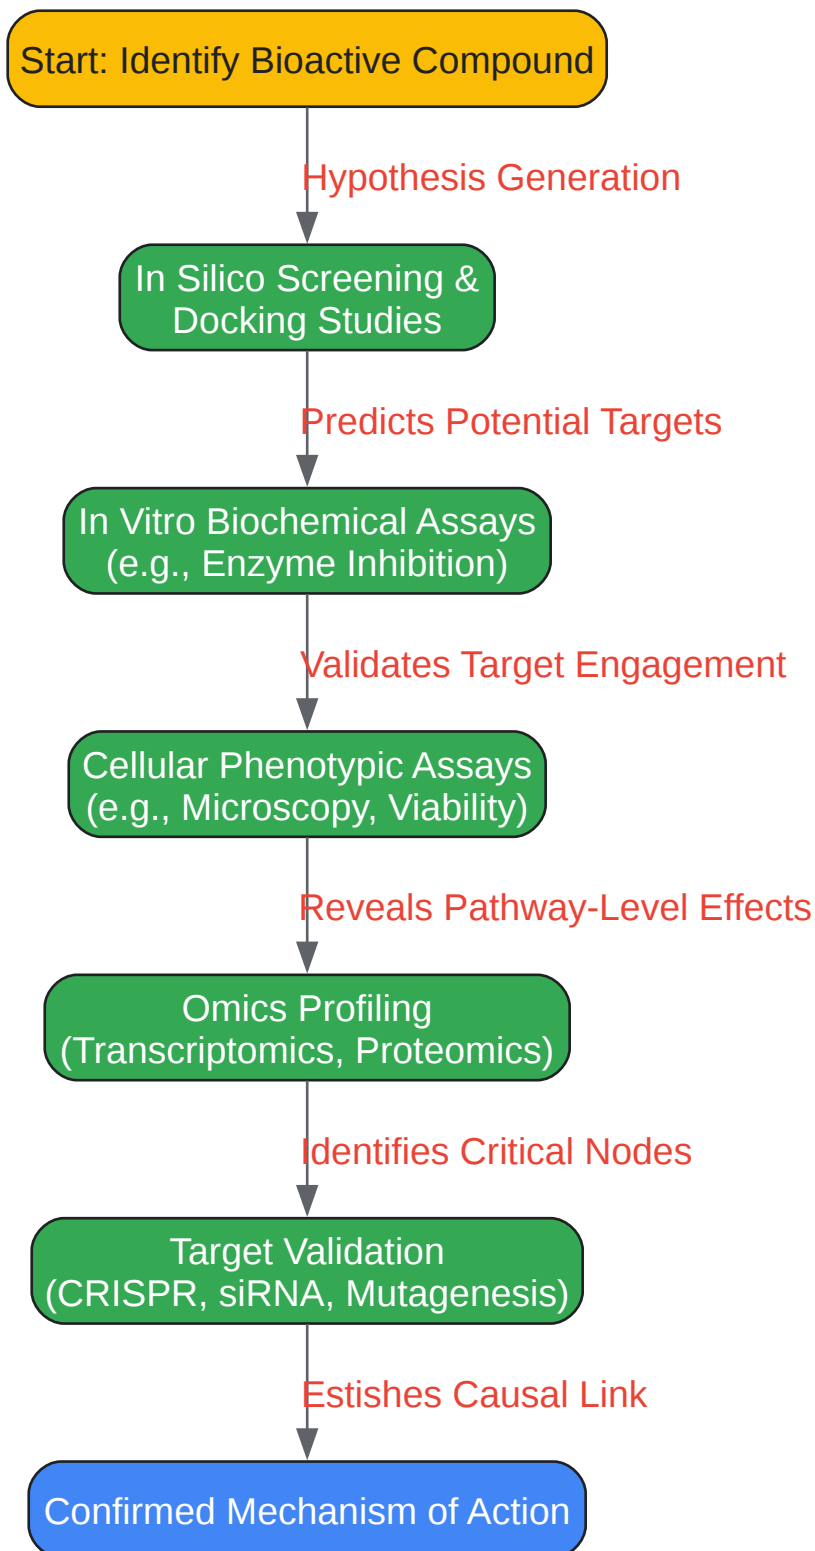 Start: Identify Bioactive Compound
Hypothesis Generation
In Silico Screening &
Docking Studies
Predicts Potential Targets
In Vitro Biochemical Assays
(e.g., Enzyme Inhibition)
Validates Target Engagement
Cellular Phenotypic Assays
(e.g., Microscopy, Viability)
Reveals Pathway-Level Effects
Omics Profiling
(Transcriptomics, Proteomics)
Identifies Critical Nodes
Target Validation
(CRISPR, siRNA, Mutagenesis)
Estishes Causal Link
Confirmed Mechanism of Action